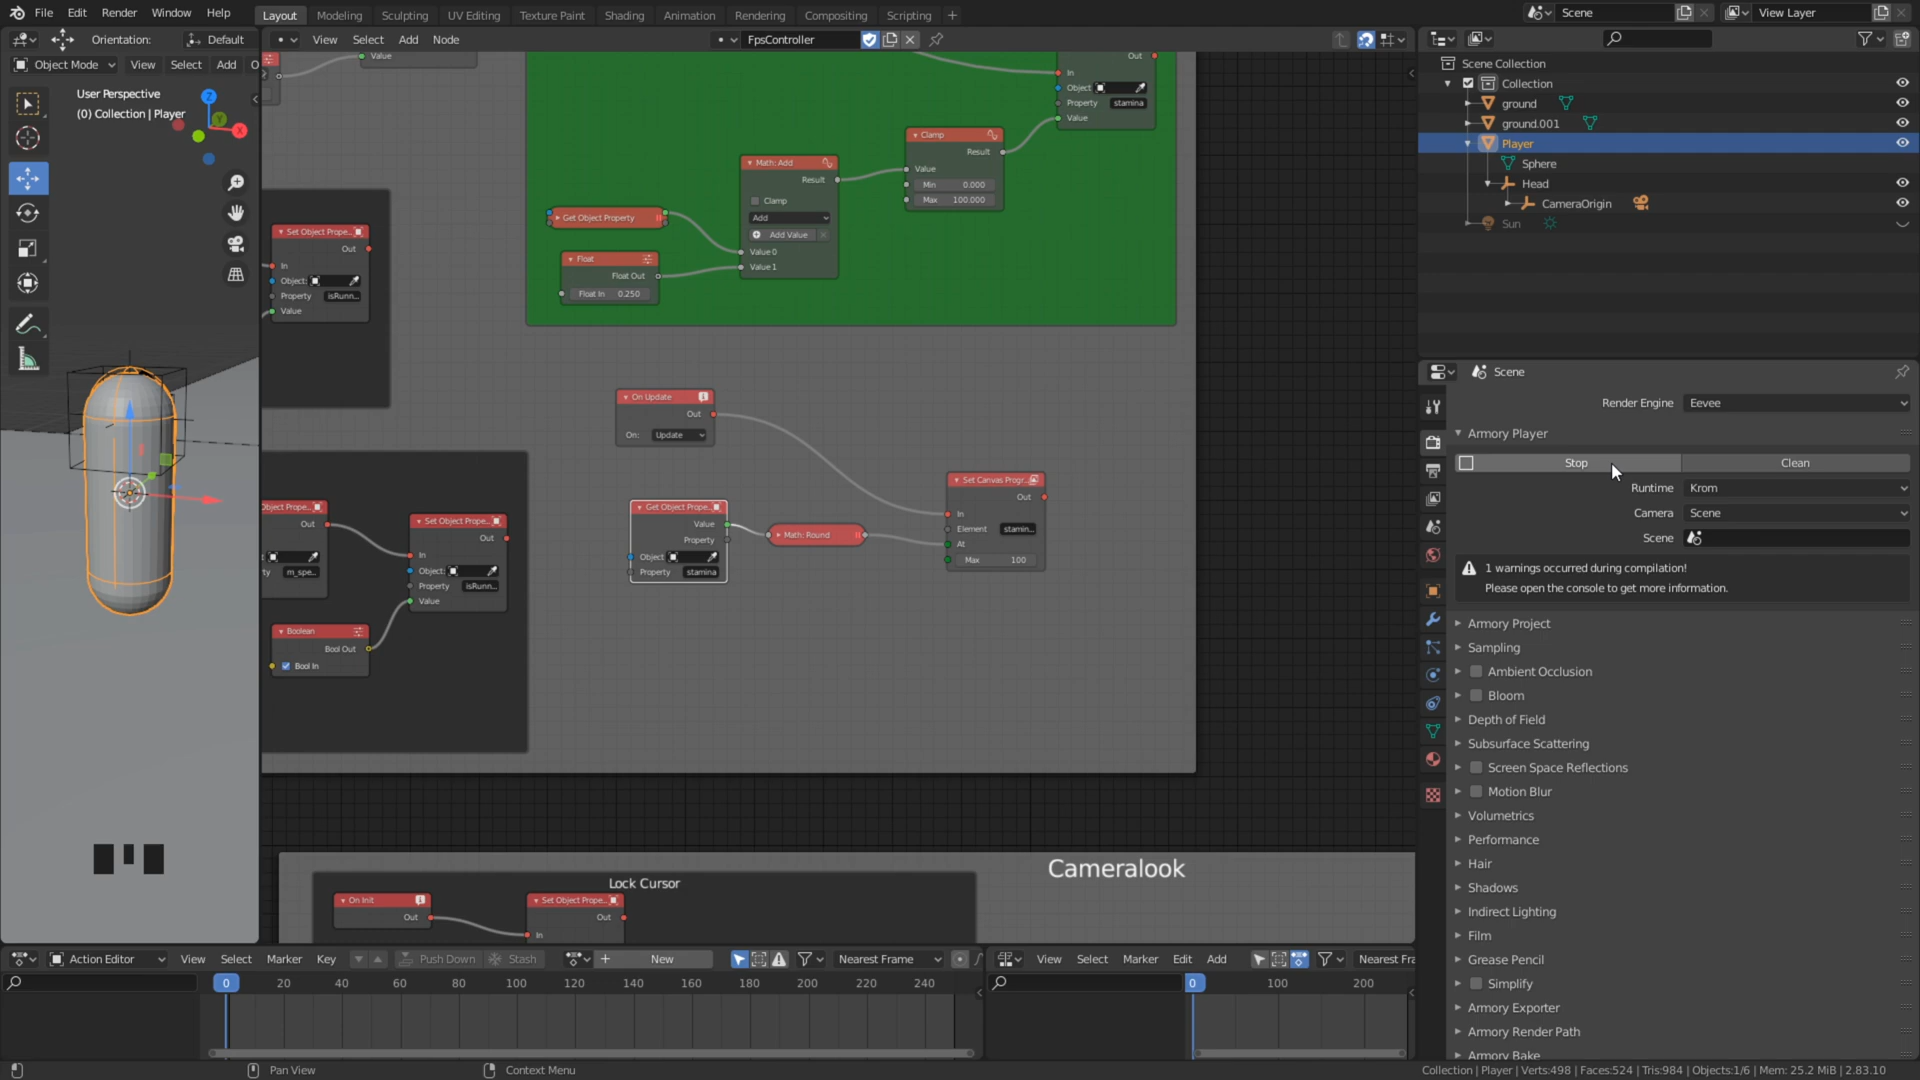 File Edit Render Window Help Layout Modeling Sculpting UV Editing Texture Paint Shading Animation Rendering Compositing Scripting + Scene View Layer
Orientation: Default View Select Add Node FpsController
Object Mode View Select Add
User Perspective
(0) Collection | Player
Z
Y
X
Value
Out
In
Object
Property stamina
Value
Clamp
Result
Value
Min 0.000
Max 100.000
Math: Add
Result
Clamp
Add
Add Value
Value 0
Value 1
Get Object Property
Float
Float Out
Float In 0.250
Set Object Prope...
Out
In
Object:
Property isRunn...
Value
On Update
Out
On: Update
Get Object Prope...
Value
Property
Object
Property stamina
Math: Round
Set Canvas Progr...
Out
In
Element stamin...
At
Max 100
Object Prope...
Out
m_spe...
Set Object Prope...
Out
In
Object:
Property isRunn...
Value
Boolean
Bool Out
Bool In
Cameralook
Lock Cursor
On Init
Out
Set Object Prope...
Out
In
Scene Collection
Collection
ground
ground.001
Player
Sphere
Head
CameraOrigin
Sun
Scene
Render Engine Eevee
Armory Player
Stop Clean
Runtime Krom
Camera Scene
Scene
1 warnings occurred during compilation!
Please open the console to get more information.
Armory Project
Sampling
Ambient Occlusion
Bloom
Depth of Field
Subsurface Scattering
Screen Space Reflections
Motion Blur
Volumetrics
Performance
Hair
Shadows
Indirect Lighting
Film
Grease Pencil
Simplify
Armory Exporter
Armory Render Path
Armory Bake
Action Editor View Select Marker Key Push Down Stash New Nearest Frame View Select Marker Edit Add Nearest Fra
0 20 40 60 80 100 120 140 160 180 200 220 240 0 100 200
Pan View Context Menu Collection | Player | Verts:498 | Faces:524 | Tris:984 | Objects:1/6 | Mem: 25.2 MiB | 2.83.10